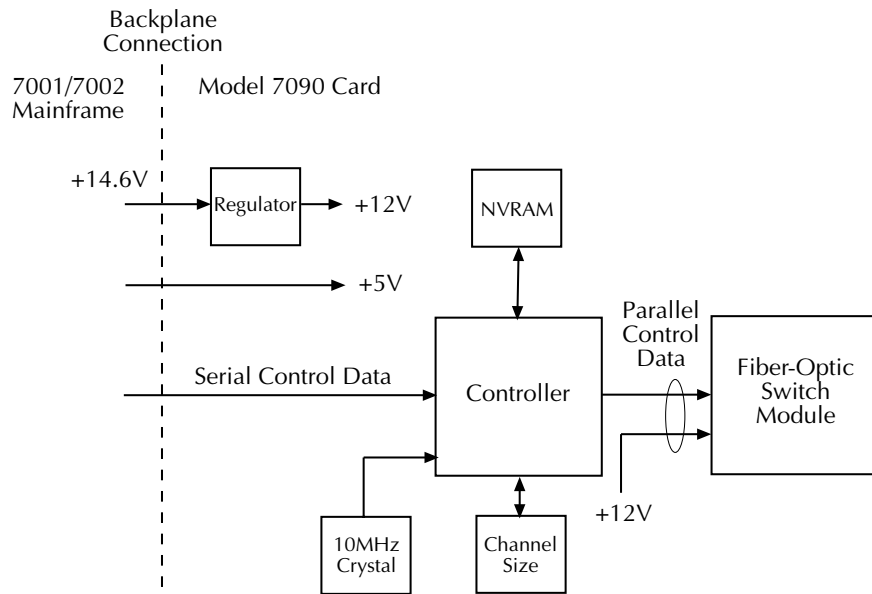 Backplane
Connection
7001/7002
Mainframe
Model 7090 Card
+14.6V
Regulator
+12V
NVRAM
+5V
Parallel
Control
Data
Serial Control Data
Controller
Fiber-Optic
Switch
Module
+12V
10MHz
Crystal
Channel
Size